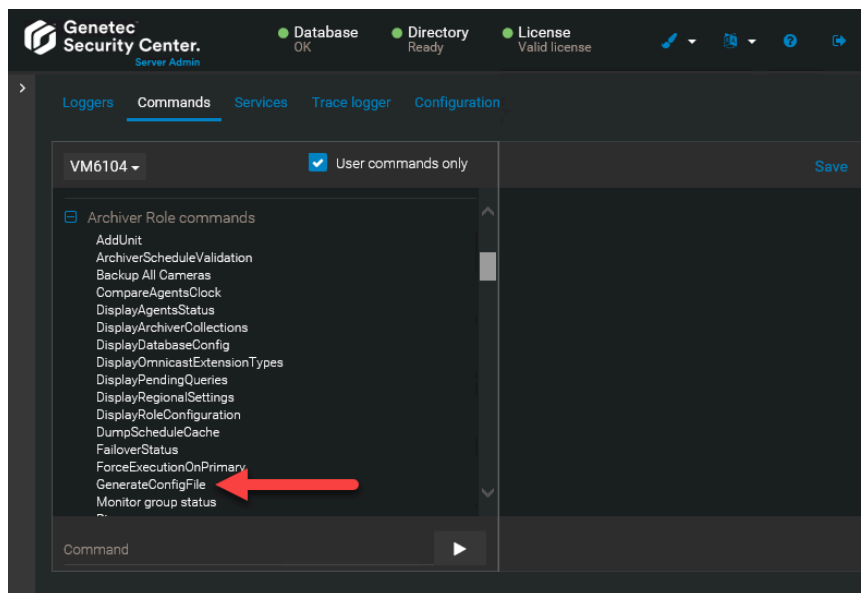 Genetec
Security Center.
Server Admin
Database
OK
Directory
Ready
License
Valid license
Loggers
Commands
Services
Trace logger
Configuration
VM6104
User commands only
Save
Archiver Role commands
AddUnit
ArchiverScheduleValidation
Backup All Cameras
CompareAgentsClock
DisplayAgentsStatus
DisplayArchiverCollections
DisplayDatabaseConfig
DisplayOmnicastExtensionTypes
DisplayPendingQueries
DisplayRegionalSettings
DisplayRoleConfiguration
DumpScheduleCache
FailoverStatus
ForceExecutionOnPrimary
GenerateConfigFile
Monitor group status
Command